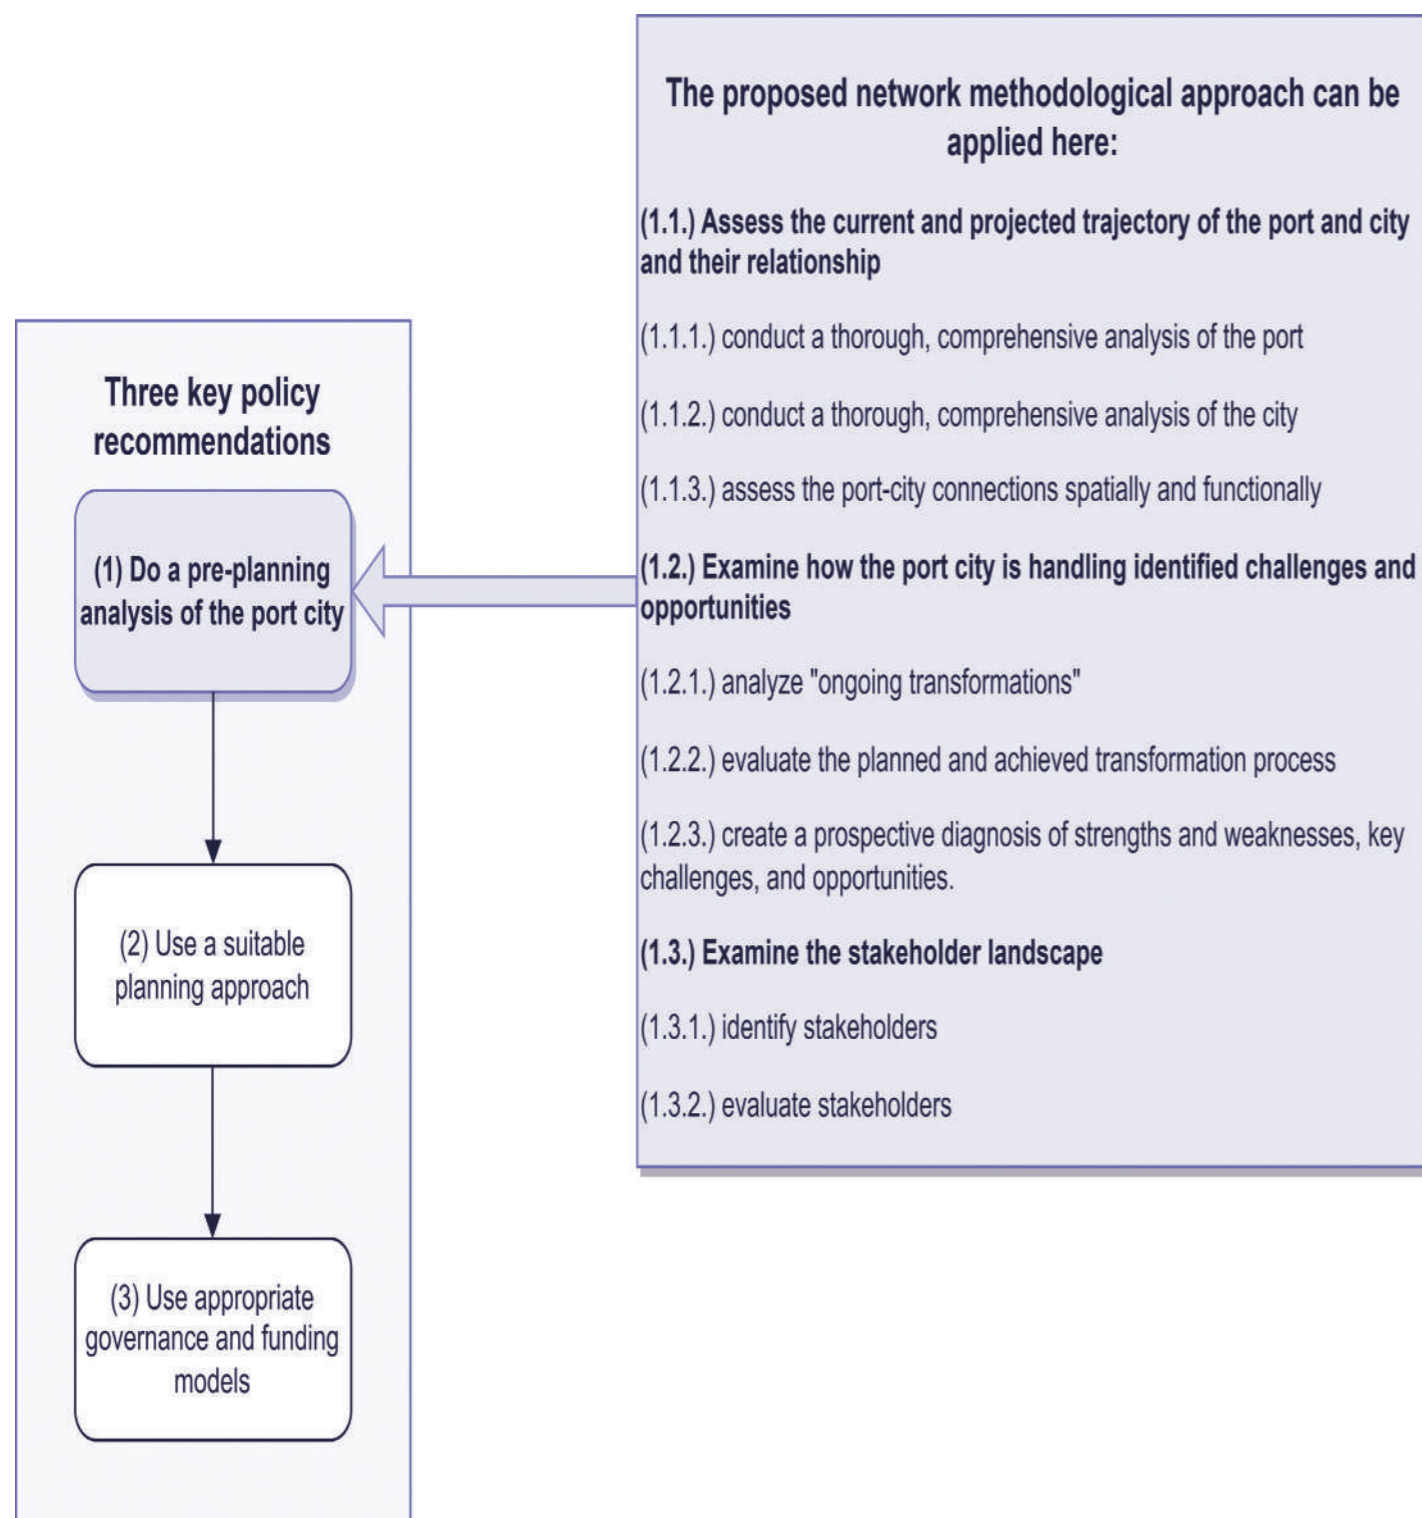 Three key policy
recommendations
(1) Do a pre-planning
analysis of the port city
(2) Use a suitable
planning approach
(3) Use appropriate
governance and funding
models
The proposed network methodological approach can be
applied here:
(1.1.) Assess the current and projected trajectory of the port and city
and their relationship
(1.1.1.) conduct a thorough, comprehensive analysis of the port
(1.1.2.) conduct a thorough, comprehensive analysis of the city
(1.1.3.) assess the port-city connections spatially and functionally
(1.2.) Examine how the port city is handling identified challenges and
opportunities
(1.2.1.) analyze "ongoing transformations"
(1.2.2.) evaluate the planned and achieved transformation process
(1.2.3.) create a prospective diagnosis of strengths and weaknesses, key
challenges, and opportunities.
(1.3.) Examine the stakeholder landscape
(1.3.1.) identify stakeholders
(1.3.2.) evaluate stakeholders